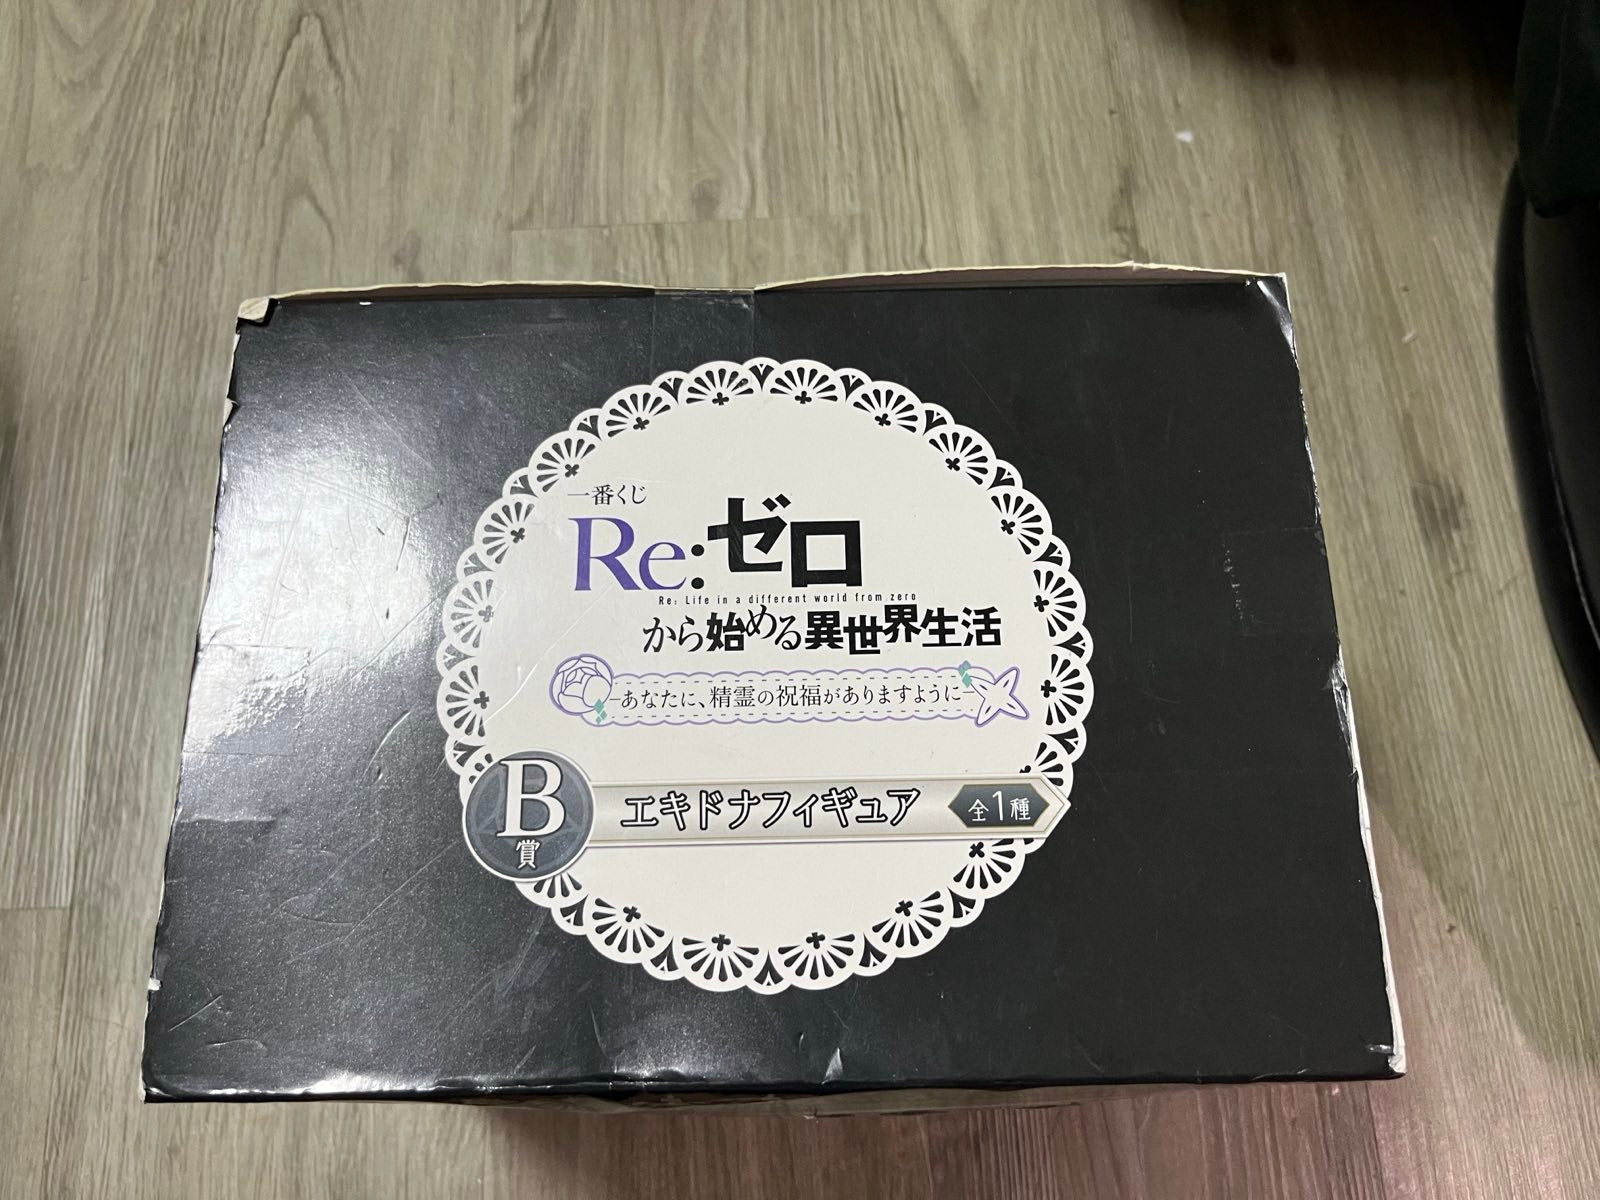 一番くじ
Re:ゼロ
Re: Life in a different world from zero
から始める異世界生活
あなたに、精霊の祝福がありますように
B賞
エキドナフィギュア
全1種